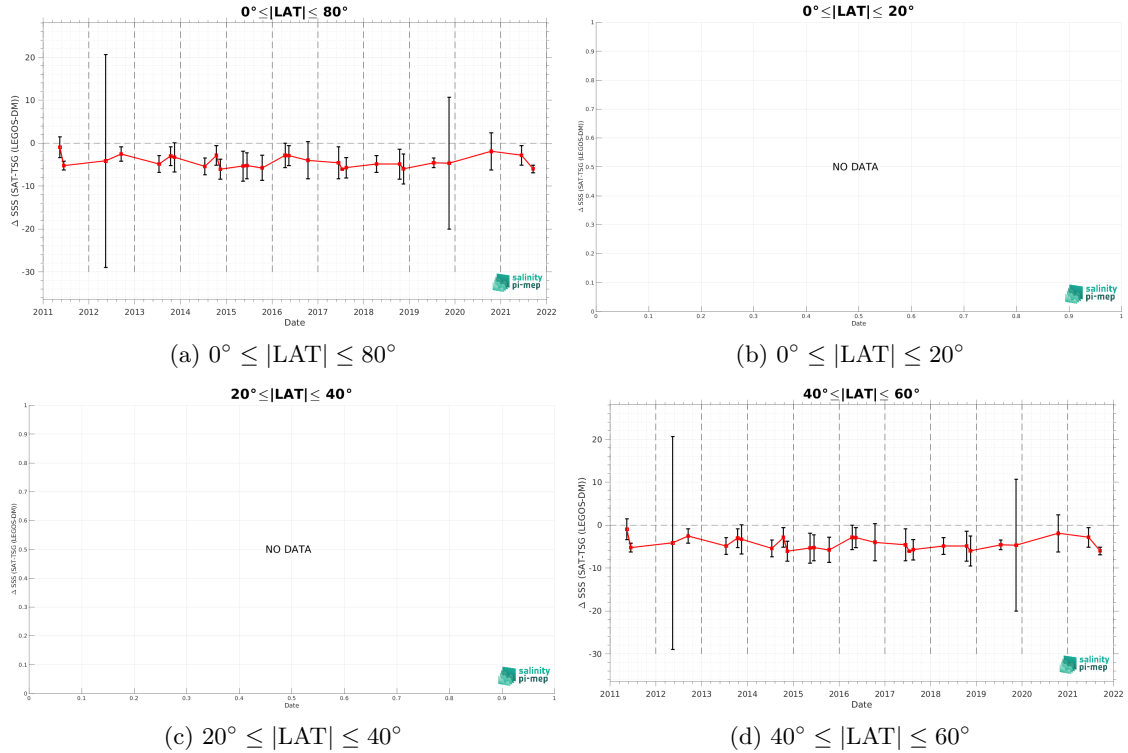 0°≤|LAT|≤ 80°
Δ SSS (SAT-TSG (LEGOS-DM))
20
10
0
-10
-20
-30
2011 2012 2013 2014 2015 2016 2017 2018 2019 2020 2021 2022
Date
salinity
pi-mep
(a) 0° ≤ |LAT| ≤ 80°
0°≤|LAT|≤ 20°
Δ SSS (SAT-TSG (LEGOS-DM))
1
0.9
0.8
0.7
0.6
0.5
0.4
0.3
0.2
0.1
0
NO DATA
0 0.1 0.2 0.3 0.4 0.5 0.6 0.7 0.8 0.9 1
Date
salinity
pi-mep
(b) 0° ≤ |LAT| ≤ 20°
20°≤|LAT|≤ 40°
Δ SSS (SAT-TSG (LEGOS-DM))
1
0.9
0.8
0.7
0.6
0.5
0.4
0.3
0.2
0.1
0
NO DATA
0 0.1 0.2 0.3 0.4 0.5 0.6 0.7 0.8 0.9 1
Date
salinity
pi-mep
(c) 20° ≤ |LAT| ≤ 40°
40°≤|LAT|≤ 60°
Δ SSS (SAT-TSG (LEGOS-DM))
20
10
0
-10
-20
-30
2011 2012 2013 2014 2015 2016 2017 2018 2019 2020 2021 2022
Date
salinity
pi-mep
(d) 40° ≤ |LAT| ≤ 60°